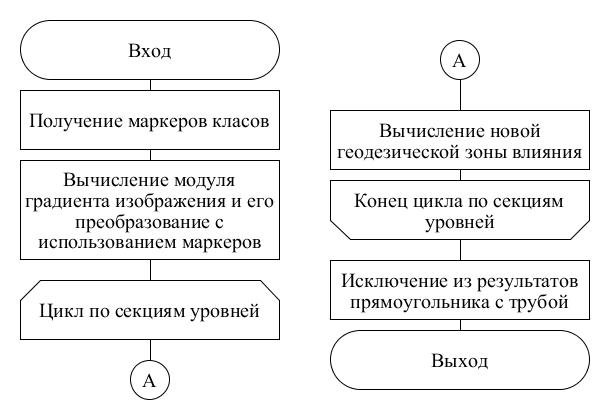 Вход
Получение маркеров класов
Вычисление модуля
градиента изображения и его
преобразование с
использованием маркеров
Цикл по секциям уровней
А
А
Вычисление новой
геодезической зоны влияния
Конец цикла по секциям
уровней
Исключение из результатов
прямоугольника с трубой
Выход